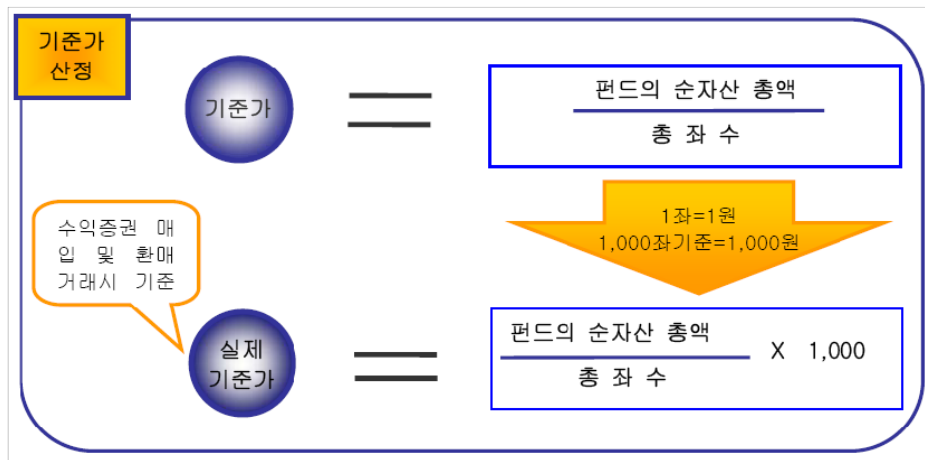 기준가
산정
기준가
펀드의 순자산 총액
총 좌 수
1좌=1원
1,000좌기준=1,000원
수익증권 매
입 및 환매
거래시 기준
실제
기준가
펀드의 순자산 총액
총 좌 수
X 1,000